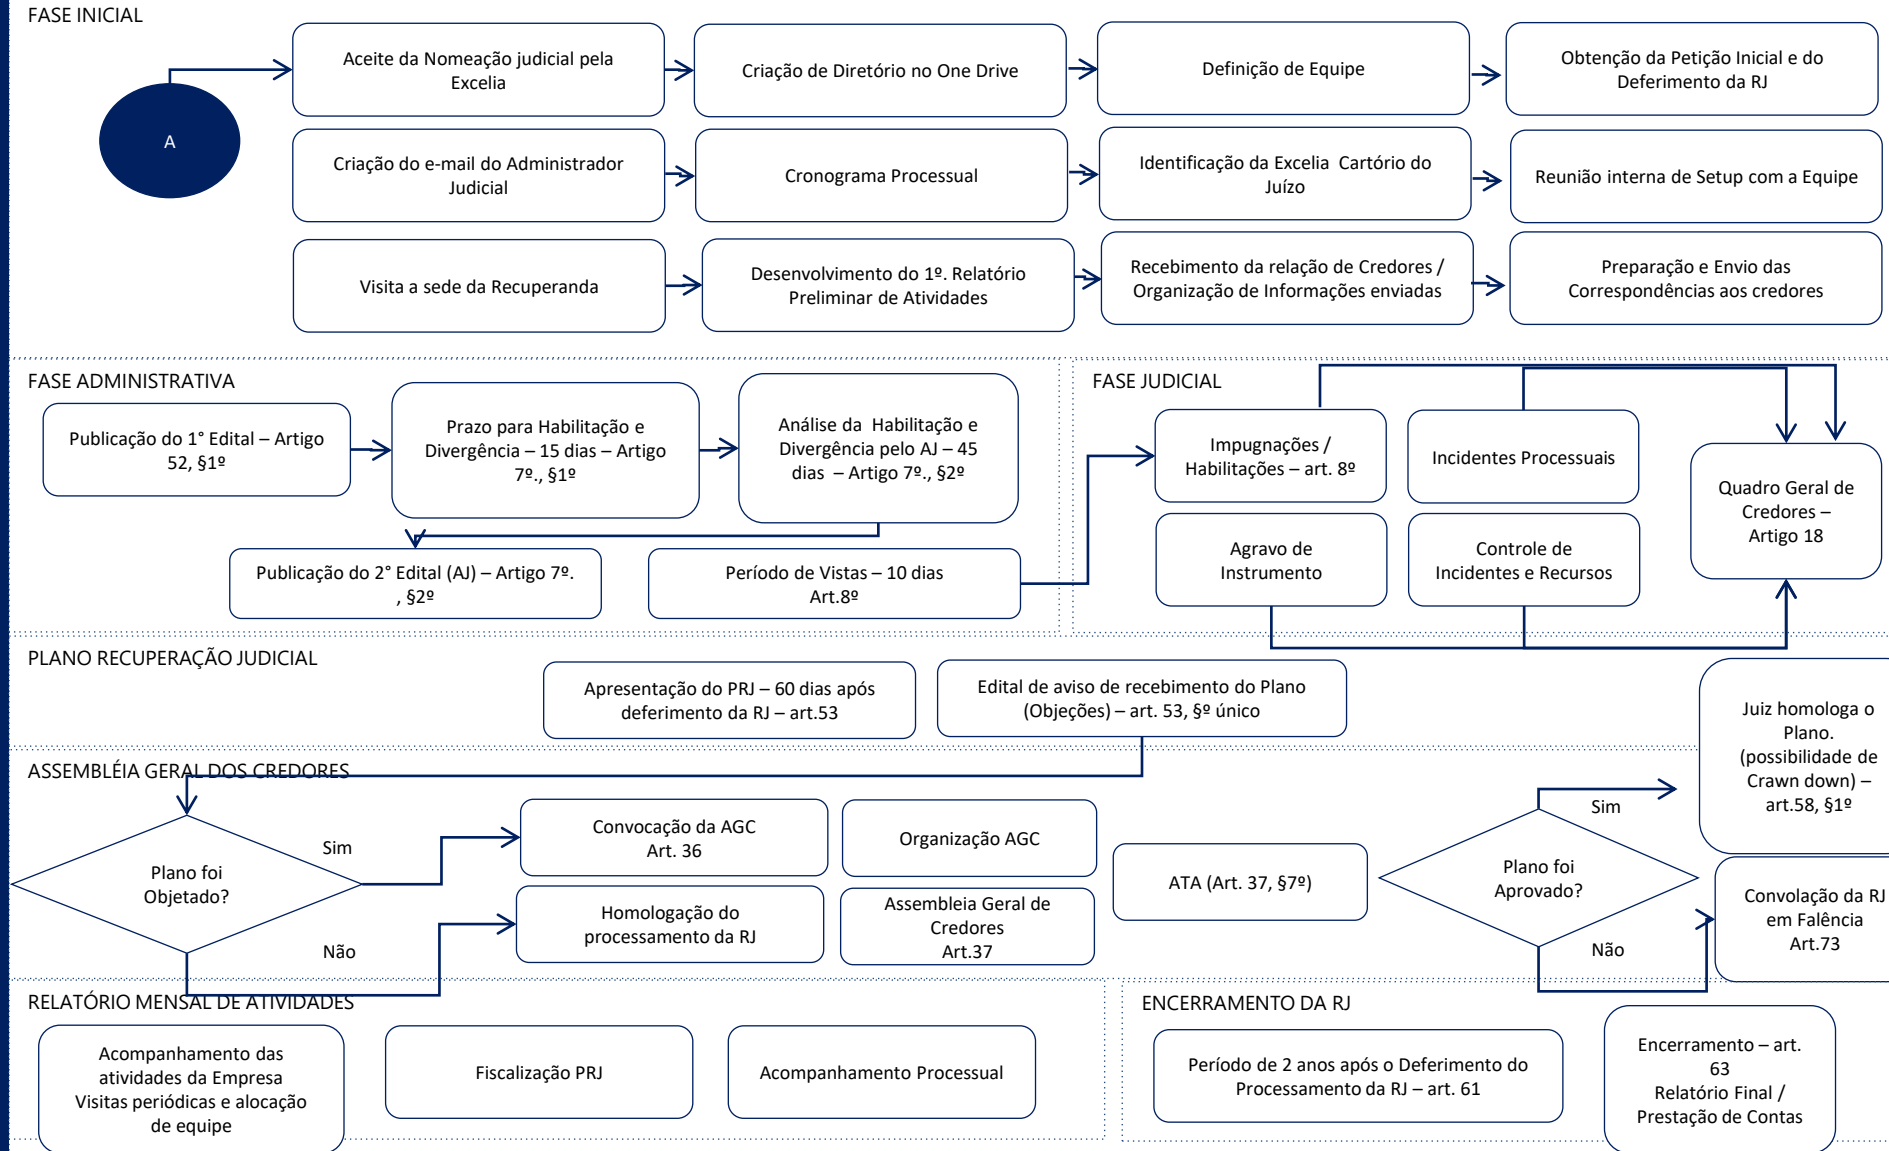 FASE INICIAL
A
Aceite da Nomeação judicial pela
Excelia
Criação de Diretório no One Drive
Definição de Equipe
Obtenção da Petição Inicial e do
Deferimento da RJ
Criação do e-mail do Administrador
Judicial
Cronograma Processual
Identificação da Excelia  Cartório do
Juízo
Reunião interna de Setup com a Equipe
Visita a sede da Recuperanda
Desenvolvimento do 1º. Relatório
Preliminar de Atividades
Recebimento da relação de Credores /
Organização de Informações enviadas
Preparação e Envio das
Correspondências aos credores
FASE ADMINISTRATIVA
Publicação do 1° Edital – Artigo
52, §1º
Prazo para Habilitação e
Divergência – 15 dias – Artigo
7º., §1º
Análise da  Habilitação e
Divergência pelo AJ – 45
dias  – Artigo 7º., §2º
Publicação do 2° Edital (AJ) – Artigo 7º.
, §2º
Período de Vistas – 10 dias
Art.8º
FASE JUDICIAL
Impugnações /
Habilitações – art. 8º
Incidentes Processuais
Agravo de
Instrumento
Controle de
Incidentes e Recursos
Quadro Geral de
Credores –
Artigo 18
PLANO RECUPERAÇÃO JUDICIAL
Apresentação do PRJ – 60 dias após
deferimento da RJ – art.53
Edital de aviso de recebimento do Plano
(Objeções) – art. 53, §º único
Juiz homologa o
Plano.
(possibilidade de
Crawn down) –
art.58, §1º
ASSEMBLÉIA GERAL DOS CREDORES
Plano foi
Objetado?
Sim
Não
Convocação da AGC
Art. 36
Organização AGC
Homologação do
processamento da RJ
Assembleia Geral de
Credores
Art.37
ATA (Art. 37, §7º)
Plano foi
Aprovado?
Sim
Não
Convolação da RJ
em Falência
Art.73
RELATÓRIO MENSAL DE ATIVIDADES
Acompanhamento das
atividades da Empresa
Visitas periódicas e alocação
de equipe
Fiscalização PRJ
Acompanhamento Processual
ENCERRAMENTO DA RJ
Período de 2 anos após o Deferimento do
Processamento da RJ – art. 61
Encerramento – art.
63
Relatório Final /
Prestação de Contas